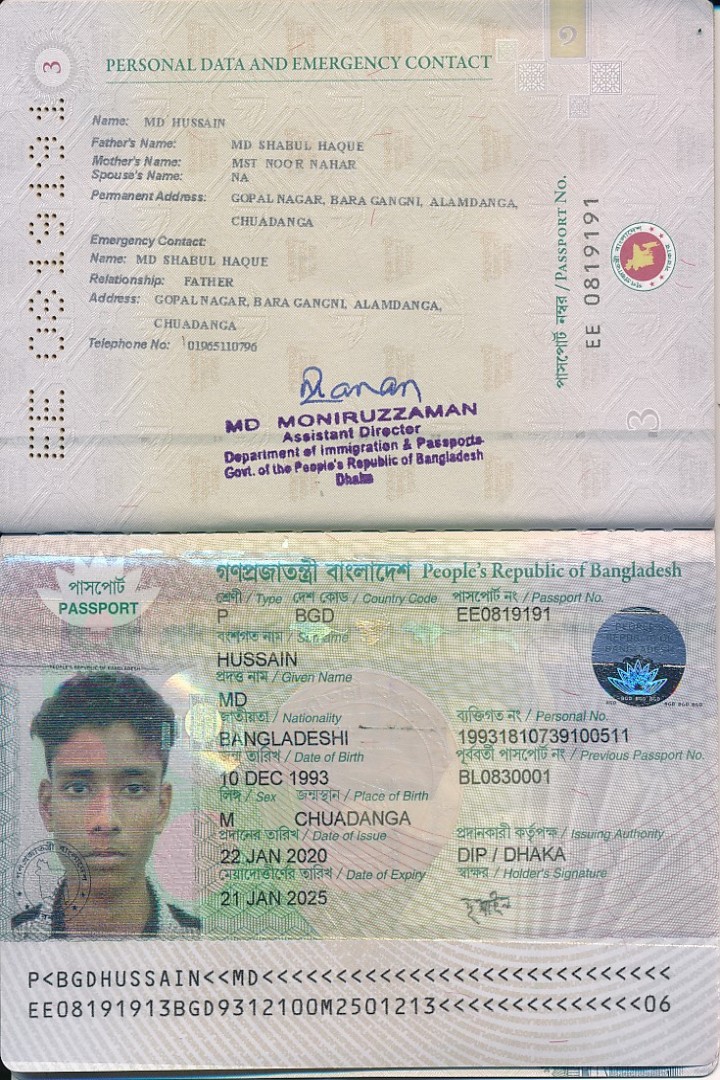 3
PERSONAL DATA AND EMERGENCY CONTACT
Name: MD HUSSAIN
Father's Name: MD SHABUL HAQUE
Mother's Name: MST NOOR NAHAR
Spouse's Name: NA
Permanent Address: GOPAL NAGAR, BARA GANGNI, ALAMDANGA,
CHUADANGA
Emergency Contact:
Name: MD SHABUL HAQUE
Relationship: FATHER
Address: GOPAL NAGAR, BARA GANGNI, ALAMDANGA,
CHUADANGA
Telephone No: 01965110796
EE 0819191
পাসপোর্ট নম্বর / PASSPORT No.
EE 0819191
3
MD MONIRUZZAMAN
Assistant Director
Department of Immigration & Passports
Govt. of the People's Republic of Bangladesh
Dhaka
গণপ্রজাতন্ত্রী বাংলাদেশ People's Republic of Bangladesh
পাসপোর্ট
PASSPORT
শ্রেণী / Type দেশ কোড / Country Code পাসপোর্ট নং / Passport No.
P BGD EE0819191
বংশগত নাম / Surname
HUSSAIN
প্রদত্ত নাম / Given Name
MD
জাতীয়তা / Nationality ব্যক্তিগত নং / Personal No.
BANGLADESHI 19931810739100511
জন্ম তারিখ / Date of Birth পূর্ববর্তী পাসপোর্ট নং / Previous Passport No.
10 DEC 1993 BL0830001
লিঙ্গ / Sex জন্মস্থান / Place of Birth
M CHUADANGA
প্রদানের তারিখ / Date of Issue প্রদানকারী কর্তৃপক্ষ / Issuing Authority
22 JAN 2020 DIP / DHAKA
মেয়াদোত্তীর্ণের তারিখ / Date of Expiry স্বাক্ষর / Holder's Signature
21 JAN 2025
P<BGDHUSSAIN<<MD<<<<<<<<<<<<<<<<<<<<<<<<<<<<
EE08191913BGD9312100M2501213<<<<<<<<<<<<<<06